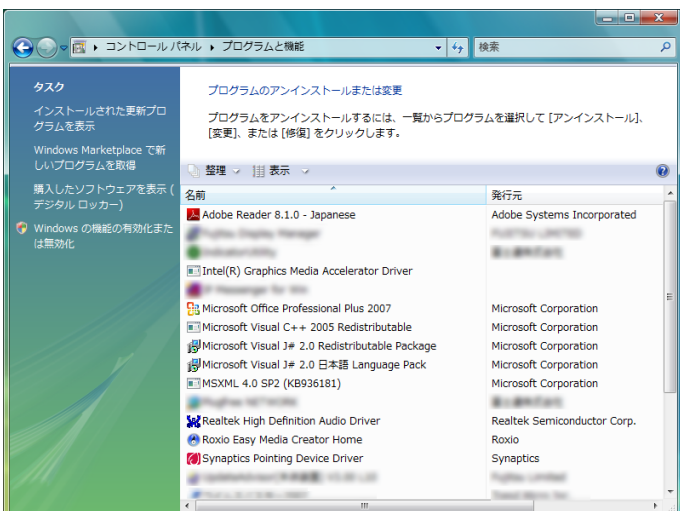 コントロール パネル ▸ プログラムと機能
検索
タスク
インストールされた更新プロ
グラムを表示
Windows Marketplace で新
しいプログラムを取得
購入したソフトウェアを表示 (
デジタル ロッカー)
Windows の機能の有効化また
は無効化
プログラムのアンインストールまたは変更
プログラムをアンインストールするには、一覧からプログラムを選択して [アンインストール]、
[変更]、または [修復] をクリックします。
整理 表示
名前 発行元
Adobe Reader 8.1.0 - Japanese Adobe Systems Incorporated
Intel(R) Graphics Media Accelerator Driver
Microsoft Office Professional Plus 2007 Microsoft Corporation
Microsoft Visual C++ 2005 Redistributable Microsoft Corporation
Microsoft Visual J# 2.0 Redistributable Package Microsoft Corporation
Microsoft Visual J# 2.0 日本語 Language Pack Microsoft Corporation
MSXML 4.0 SP2 (KB936181) Microsoft Corporation
Realtek High Definition Audio Driver Realtek Semiconductor Corp.
Roxio Easy Media Creator Home Roxio
Synaptics Pointing Device Driver Synaptics